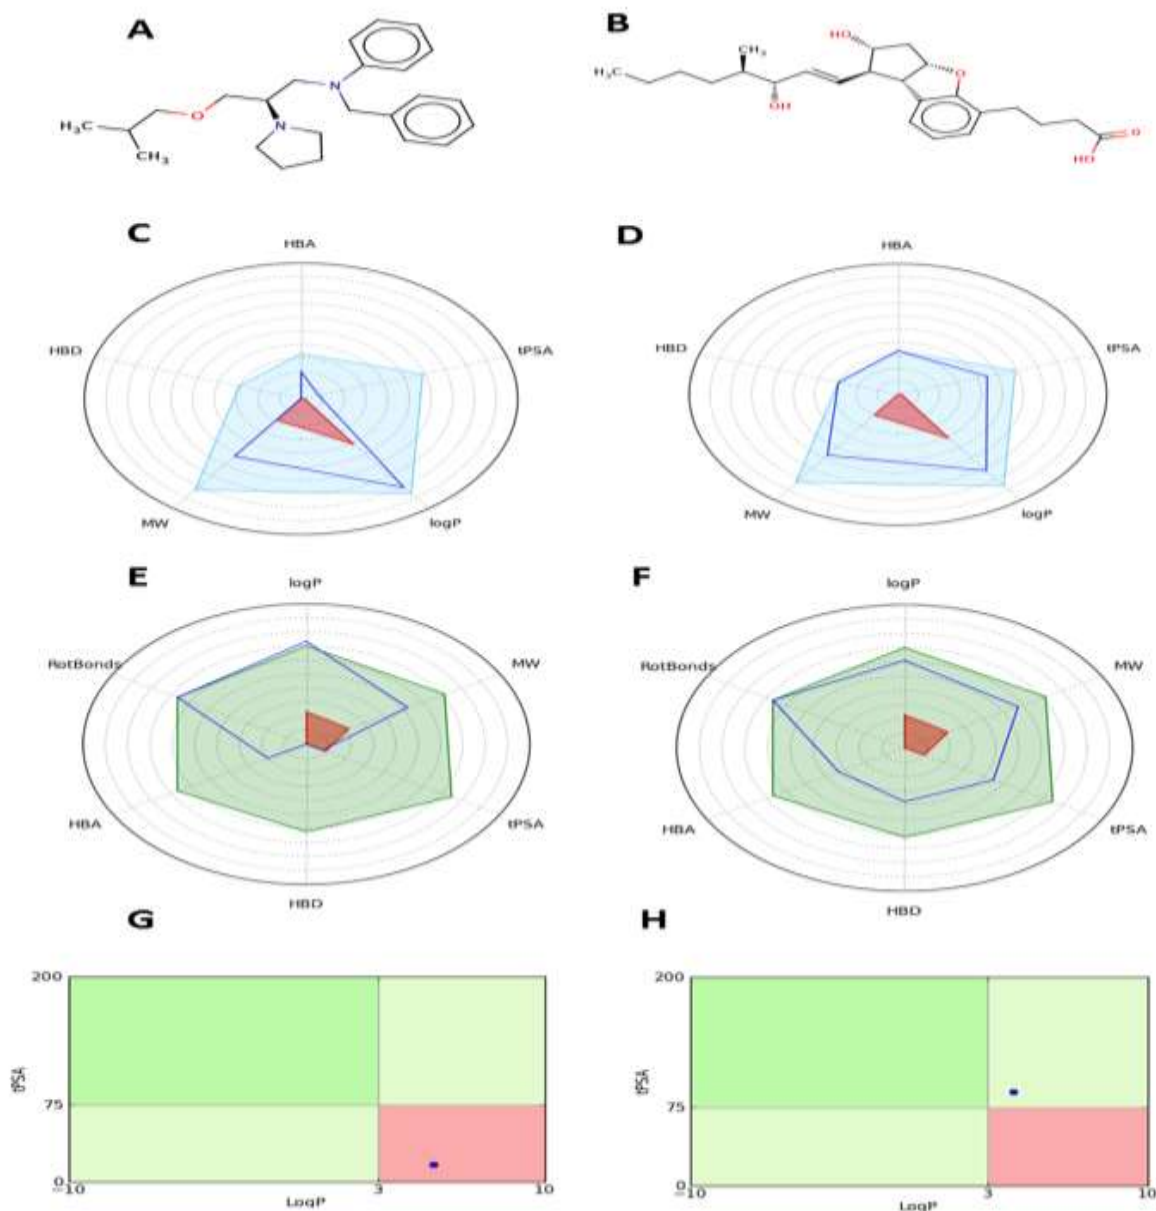 A
B
H₃C
CH₃
O
N
N
H₃C
CH₃
HO
OH
O
O
HO
C
D
HBA
tPSA
logP
MW
HBD
HBA
tPSA
logP
MW
HBD
E
F
logP
MW
tPSA
HBD
HBA
RotBonds
logP
MW
tPSA
HBD
HBA
RotBonds
G
H
200
75
0
-10
3
10
tPSA
LogP
200
75
0
-10
3
10
tPSA
LogP